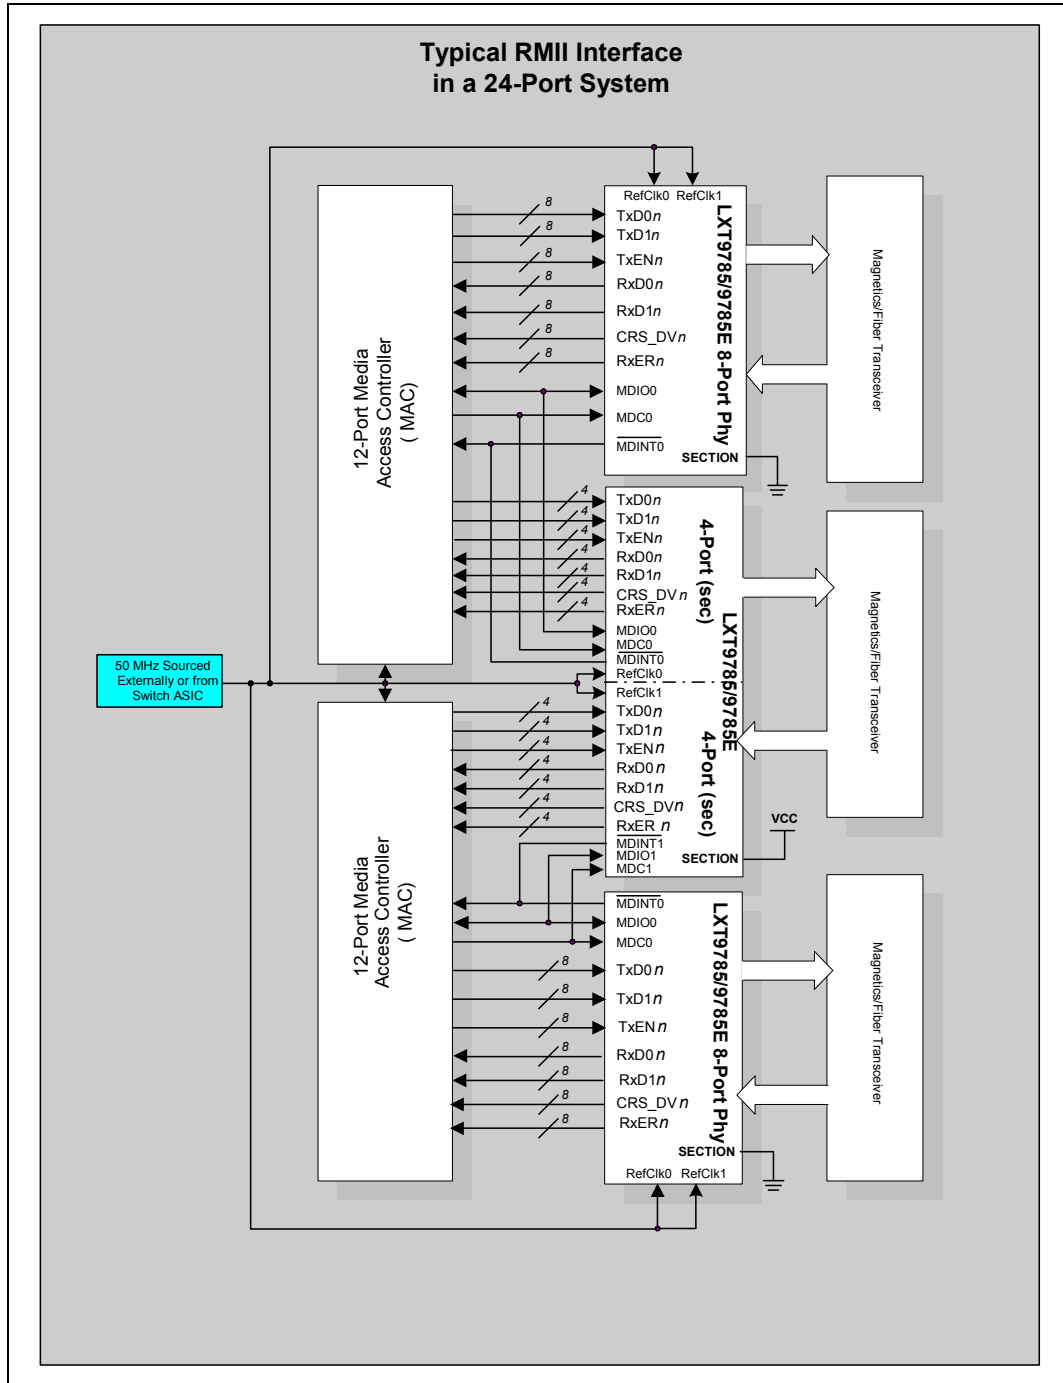 Typical RMII Interface
in a 24-Port System
RefClk0 RefClk1
8 TxD0n
8 TxD1n
8 TxENn
8 RxD0n
8 RxD1n
8 CRS_DVn
8 RxERn
MDIO0
MDC0
MDINT0
SECTION
LXT9785/9785E 8-Port Phy
Magnetics/Fiber Transceiver
12-Port Media
Access Controller
( MAC)
4 TxD0n
4 TxD1n
4 TxENn
4 RxD0n
4 RxD1n
4 CRS_DVn
4 RxERn
MDIO0
MDC0
MDINT0
RefClk0
4-Port (sec)
LXT9785/9785E
Magnetics/Fiber Transceiver
50 MHz Sourced
Externally or from
Switch ASIC
RefClk1
4 TxD0n
4 TxD1n
4 TxENn
4 RxD0n
4 RxD1n
4 CRS_DVn
4 RxER n
MDINT1
MDIO1
MDC1
4-Port (sec)
SECTION
VCC
12-Port Media
Access Controller
( MAC)
MDINT0
MDIO0
MDC0
8 TxD0n
8 TxD1n
8 TxENn
8 RxD0n
8 RxD1n
8 CRS_DVn
8 RxERn
SECTION
RefClk0 RefClk1
LXT9785/9785E 8-Port Phy
Magnetics/Fiber Transceiver